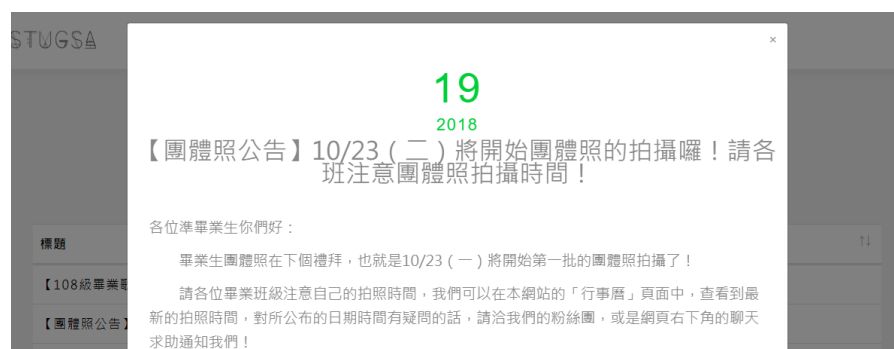 STUGSA
×
19
2018
【團體照公告】10/23（二）將開始團體照的拍攝囉！請各
班注意團體照拍攝時間！
各位準畢業生你們好：
畢業生團體照在下個禮拜，也就是10/23（一）將開始第一批的團體照拍攝了！
請各位畢業班級注意自己的拍照時間，我們可以在本網站的「行事曆」頁面中，查看到最
新的拍照時間，對所公布的日期時間有疑問的話，請洽我們的粉絲團，或是網頁右下角的聊天
求助通知我們！
標題
↑↓
【108級畢業
【團體照公告】